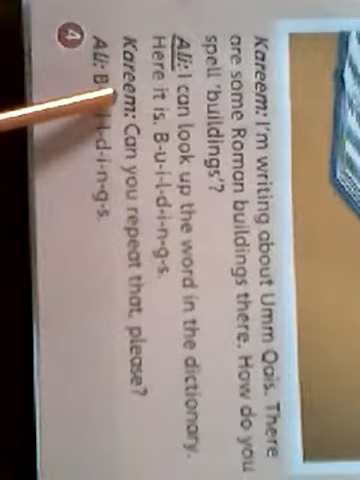 Kareem: I'm writing about Umm Qais. There
are some Roman buildings there. How do you
spell 'buildings'?
Ali: I can look up the word in the dictionary.
Here it is. B-u-i-l-d-i-n-g-s.
Kareem: Can you repeat that, please?
4 Ali: B l-d-i-n-g-s.